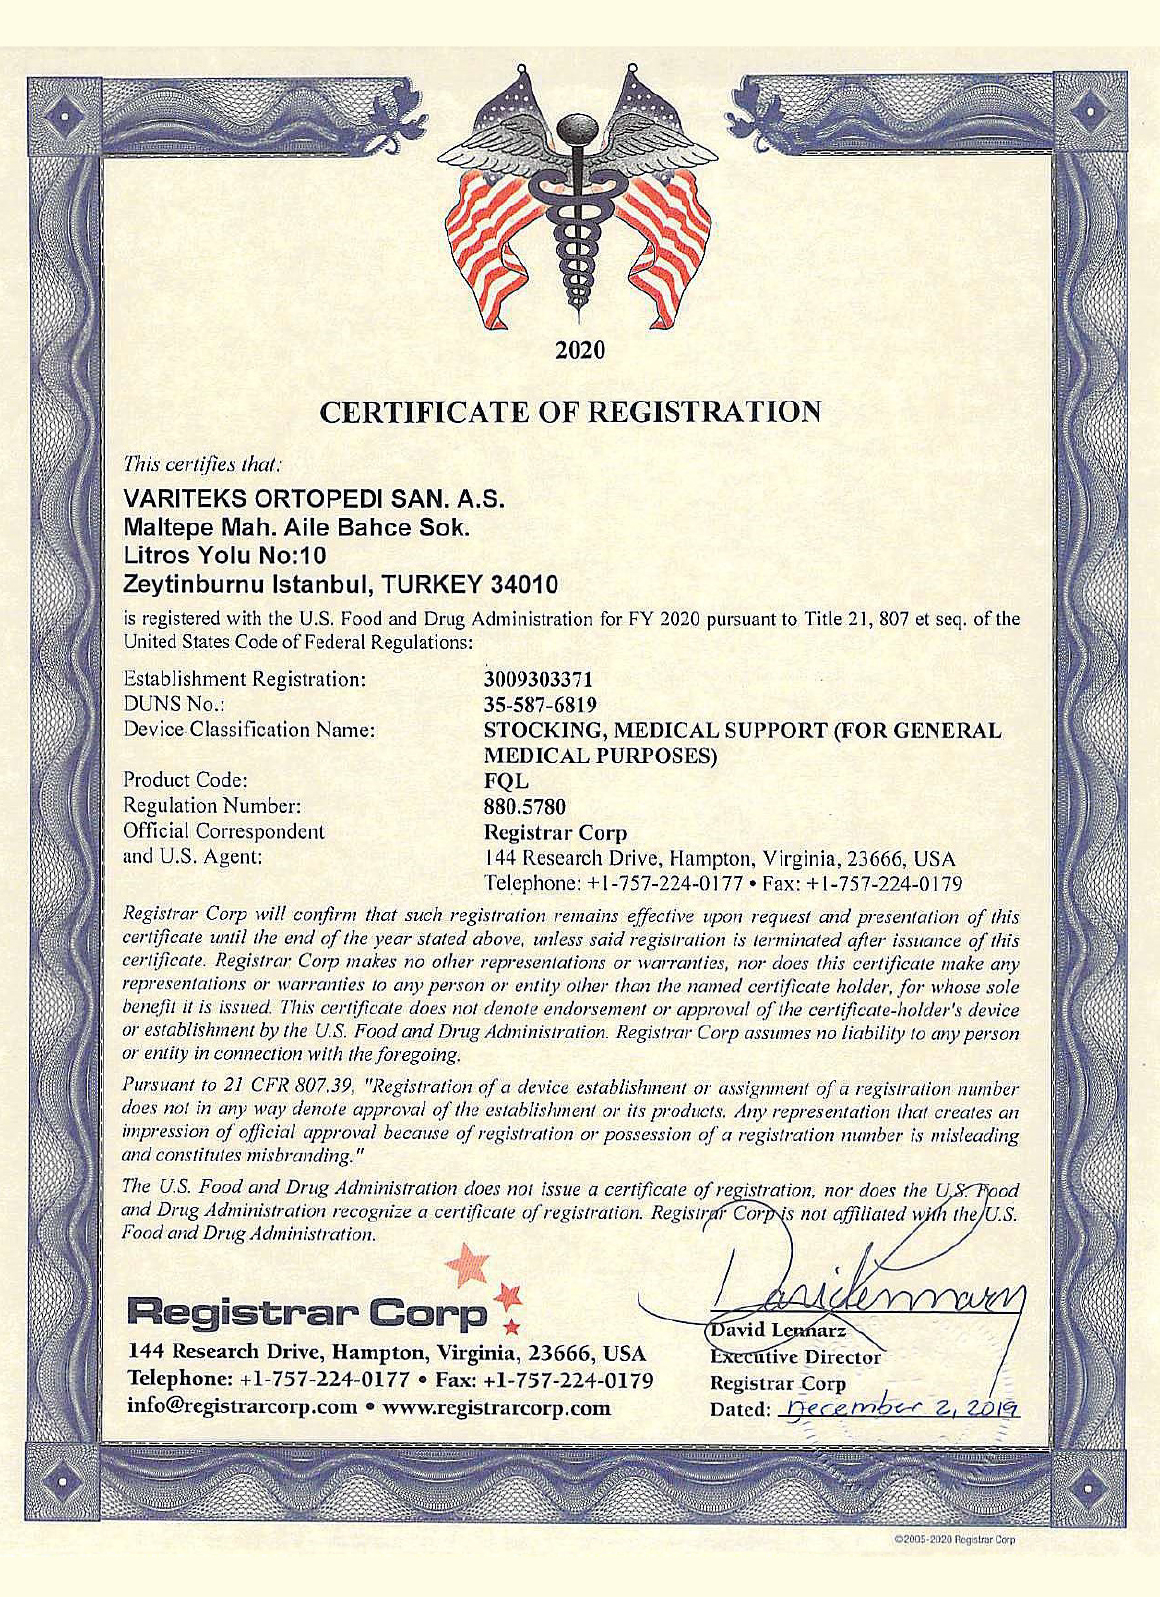 2020
CERTIFICATE OF REGISTRATION
This certifies that:
VARITEKS ORTOPEDI SAN. A.S.
Maltepe Mah. Aile Bahce Sok.
Litros Yolu No:10
Zeytinburnu Istanbul, TURKEY 34010
is registered with the U.S. Food and Drug Administration for FY 2020 pursuant to Title 21, 807 et seq. of the
United States Code of Federal Regulations:
Establishment Registration: 3009303371
DUNS No.: 35-587-6819
Device Classification Name: STOCKING, MEDICAL SUPPORT (FOR GENERAL
MEDICAL PURPOSES)
Product Code: FQL
Regulation Number: 880.5780
Official Correspondent Registrar Corp
and U.S. Agent: 144 Research Drive, Hampton, Virginia, 23666, USA
Telephone: +1-757-224-0177 • Fax: +1-757-224-0179
Registrar Corp will confirm that such registration remains effective upon request and presentation of this
certificate until the end of the year stated above, unless said registration is terminated after issuance of this
certificate. Registrar Corp makes no other representations or warranties, nor does this certificate make any
representations or warranties to any person or entity other than the named certificate holder, for whose sole
benefit it is issued. This certificate does not denote endorsement or approval of the certificate-holder's device
or establishment by the U.S. Food and Drug Administration. Registrar Corp assumes no liability to any person
or entity in connection with the foregoing.
Pursuant to 21 CFR 807.39, "Registration of a device establishment or assignment of a registration number
does not in any way denote approval of the establishment or its products. Any representation that creates an
impression of official approval because of registration or possession of a registration number is misleading
and constitutes misbranding."
The U.S. Food and Drug Administration does not issue a certificate of registration, nor does the U.S. Food
and Drug Administration recognize a certificate of registration. Registrar Corp is not affiliated with the U.S.
Food and Drug Administration.
Registrar Corp
144 Research Drive, Hampton, Virginia, 23666, USA
Telephone: +1-757-224-0177 • Fax: +1-757-224-0179
info@registrarcorp.com • www.registrarcorp.com
David Lennarz
David Lennarz
Executive Director
Registrar Corp
Dated: December 2, 2019
©2005-2020 Registrar Corp